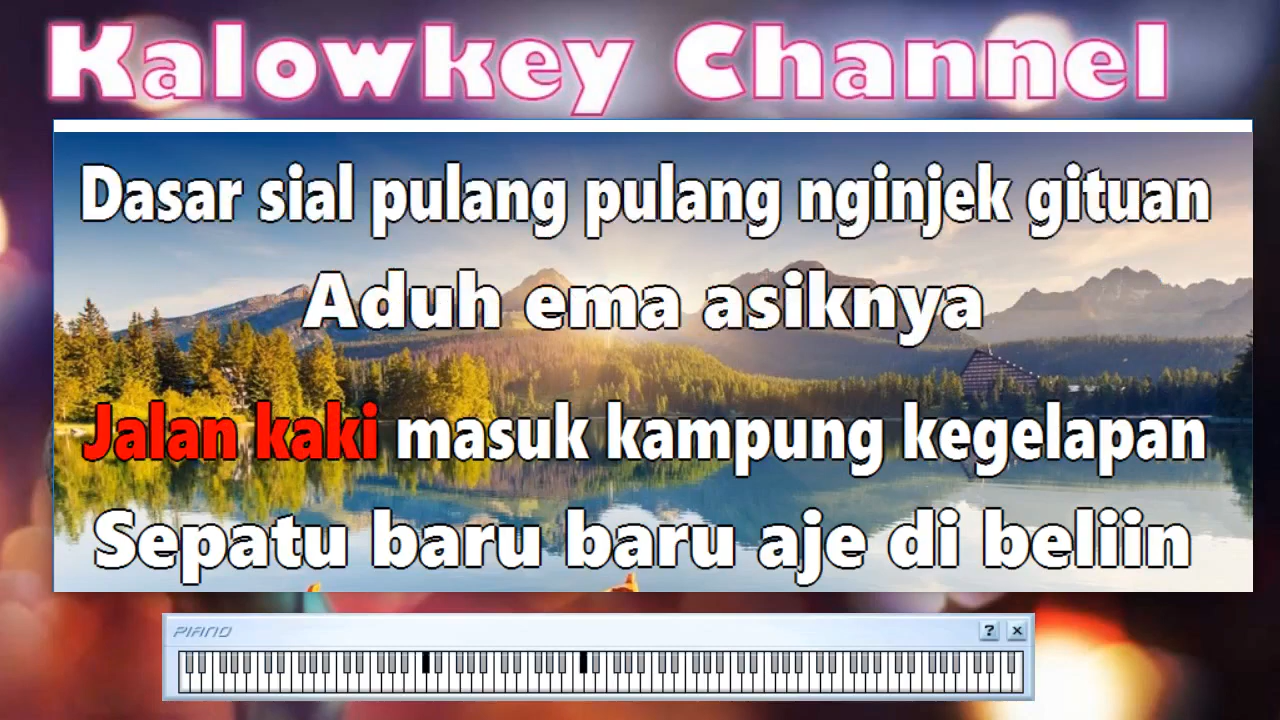 Kalowkey Channel
Dasar sial pulang pulang nginjek gituan
Aduh ema asiknya
Jalan kaki masuk kampung kegelapan
Sepatu baru baru aje di beliin
PIANO ? ×